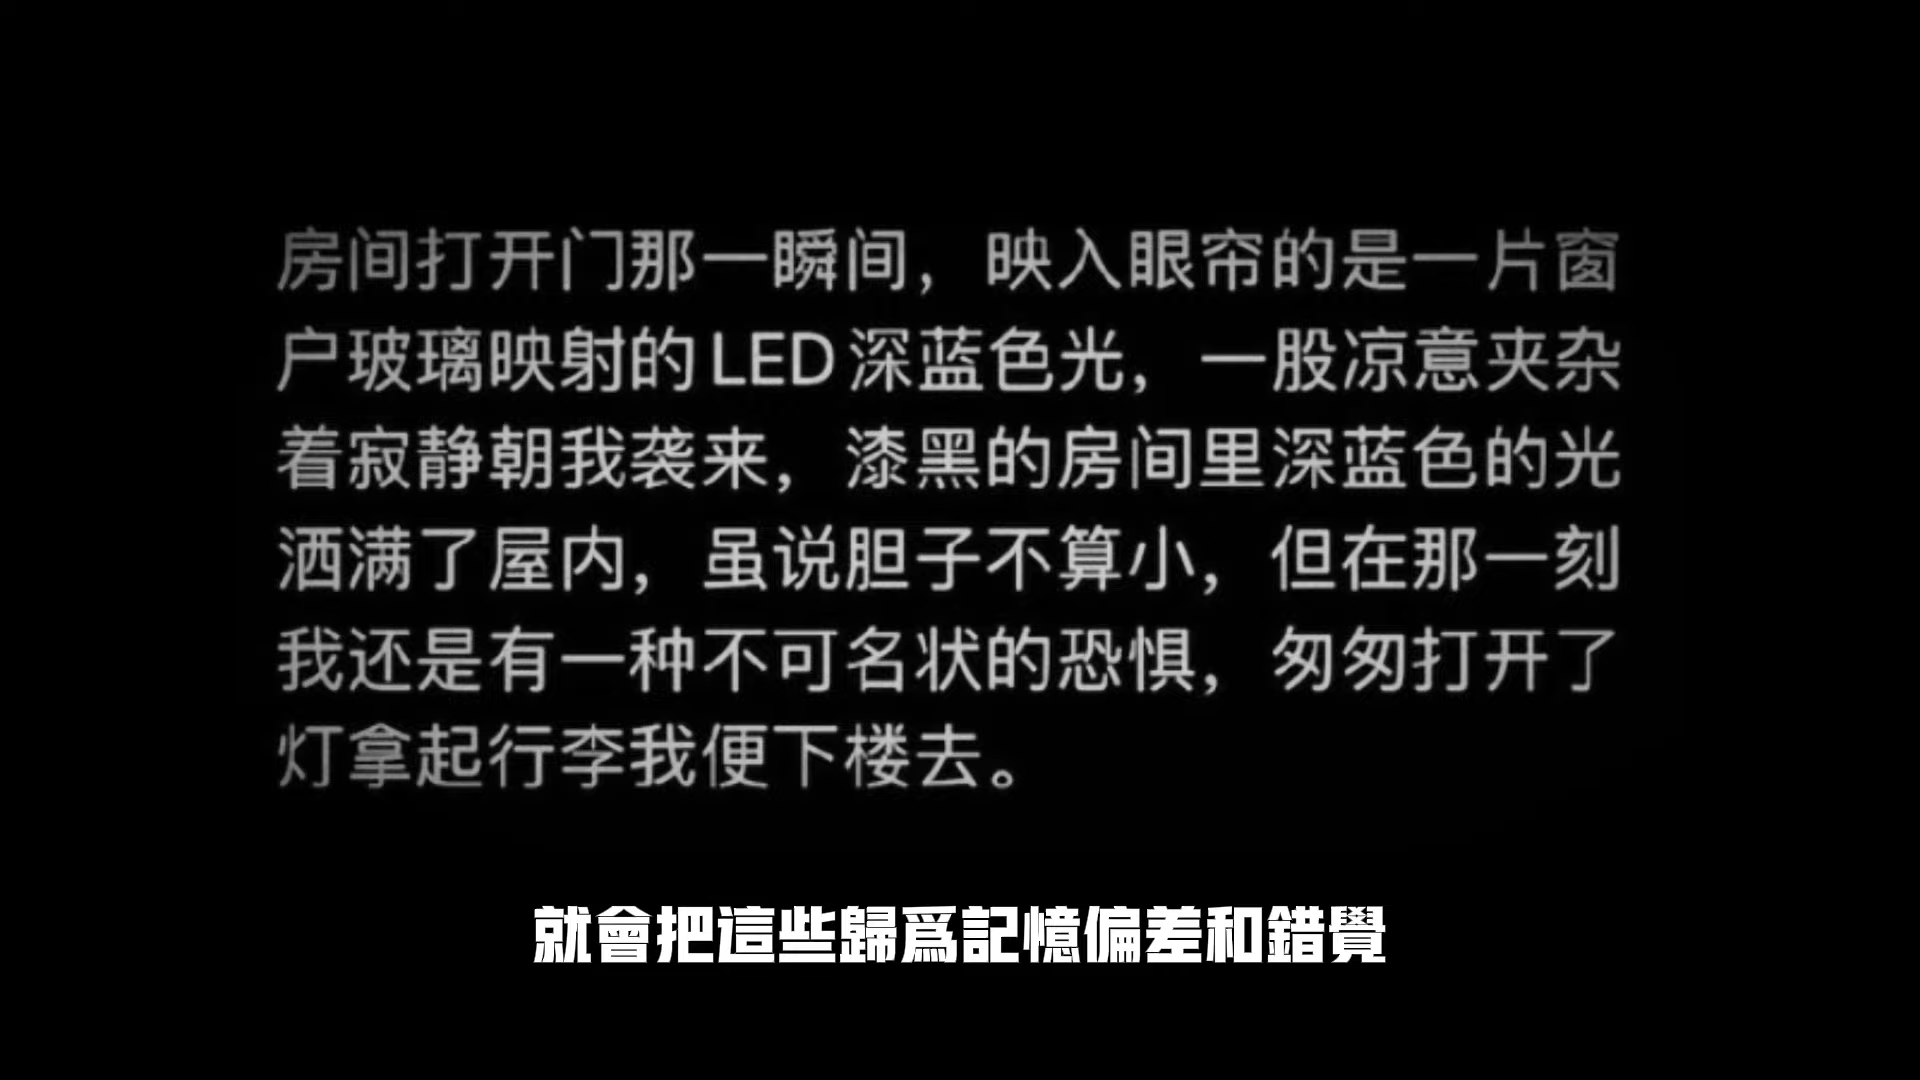 房间打开门那一瞬间，映入眼帘的是一片窗
户玻璃映射的LED深蓝色光，一股凉意夹杂
着寂静朝我袭来，漆黑的房间里深蓝色的光
洒满了屋内，虽说胆子不算小，但在那一刻
我还是有一种不可名状的恐惧，匆匆打开了
灯拿起行李我便下楼去。
就會把這些歸爲記憶偏差和錯覺